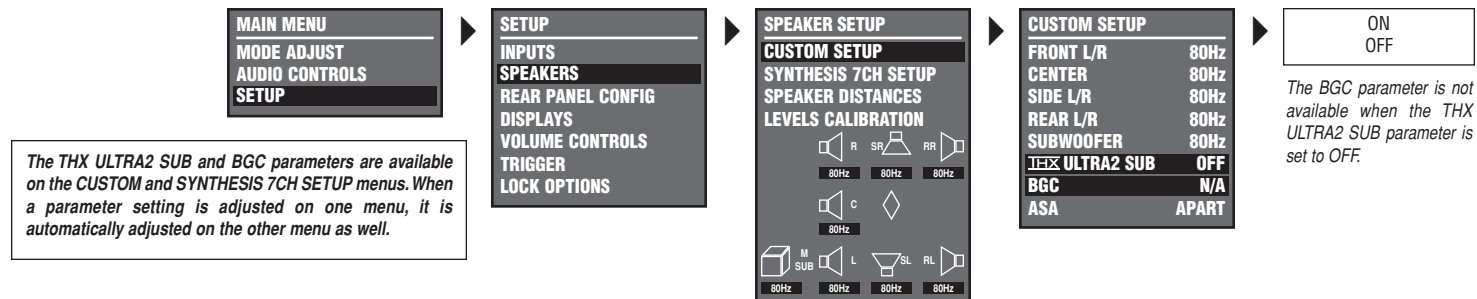 MAIN MENU
MODE ADJUST
AUDIO CONTROLS
SETUP
The THX ULTRA2 SUB and BGC parameters are available
on the CUSTOM and SYNTHESIS 7CH SETUP menus. When
a parameter setting is adjusted on one menu, it is
automatically adjusted on the other menu as well.
SETUP
INPUTS
SPEAKERS
REAR PANEL CONFIG
DISPLAYS
VOLUME CONTROLS
TRIGGER
LOCK OPTIONS
SPEAKER SETUP
CUSTOM SETUP
SYNTHESIS 7CH SETUP
SPEAKER DISTANCES
LEVELS CALIBRATION
R SR RR
80Hz 80Hz 80Hz
C
80Hz
M SUB L SL RL
80Hz 80Hz 80Hz 80Hz
CUSTOM SETUP
FRONT L/R 80Hz
CENTER 80Hz
SIDE L/R 80Hz
REAR L/R 80Hz
SUBWOOFER 80Hz
THX ULTRA2 SUB OFF
BGC N/A
ASA APART
ON
OFF
The BGC parameter is not
available when the THX
ULTRA2 SUB parameter is
set to OFF.